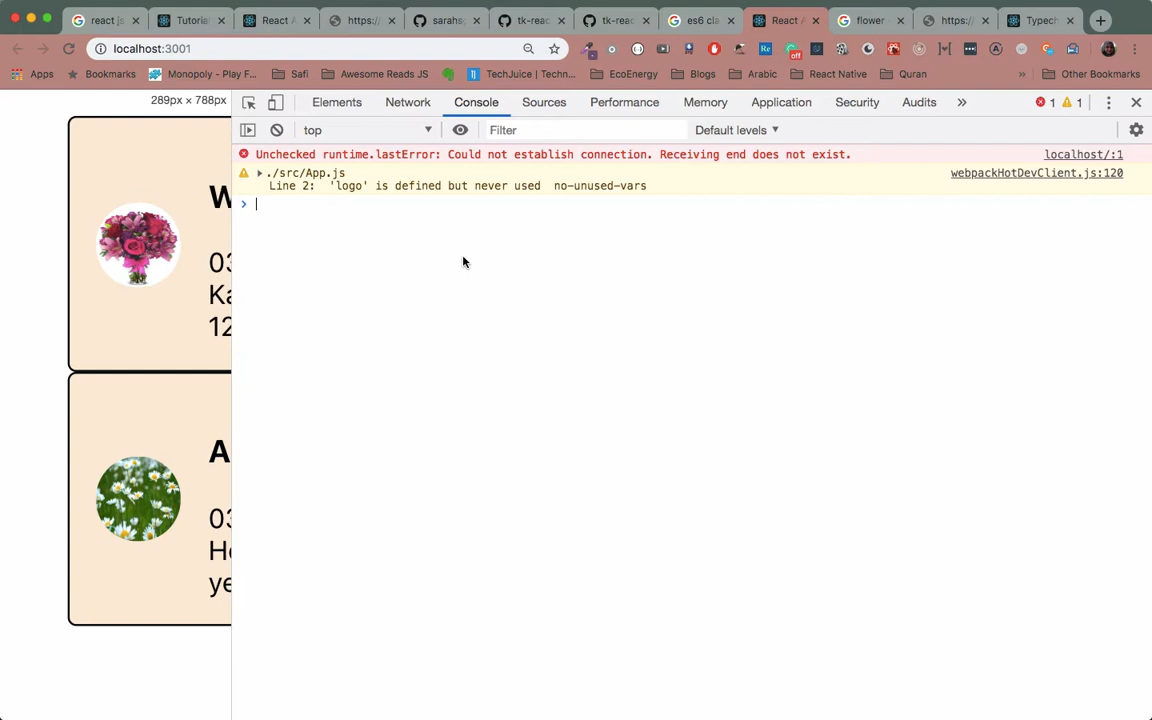 react js
Tutorie
React A
https:/
sarahs
tk-reac
tk-reac
es6 cla
React A
flower
https:/
Typech
localhost:3001
Apps
Bookmarks
Monopoly - Play F...
Safi
Awesome Reads JS
TechJuice | Techn...
EcoEnergy
Blogs
Arabic
React Native
Quran
»
Other Bookmarks
289px × 788px
Elements
Network
Console
Sources
Performance
Memory
Application
Security
Audits
»
1
1
top
Filter
Default levels
Unchecked runtime.lastError: Could not establish connection. Receiving end does not exist.
localhost/:1
./src/App.js
webpackHotDevClient.js:120
Line 2:  'logo' is defined but never used  no-unused-vars
W
03
Ka
12
A
03
He
ye